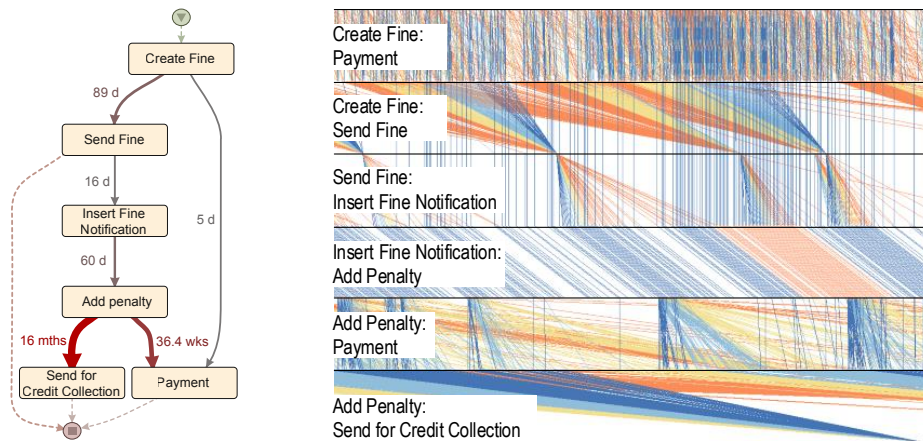 Create Fine
89 d
Send Fine
16 d
5 d
Insert Fine
Notification
60 d
Add penalty
16 mths
36.4 wks
Send for
Credit Collection
Payment
Create Fine:
Payment
Create Fine:
Send Fine
Send Fine:
Insert Fine Notification
Insert Fine Notification:
Add Penalty
Add Penalty:
Payment
Add Penalty:
Send for Credit Collection